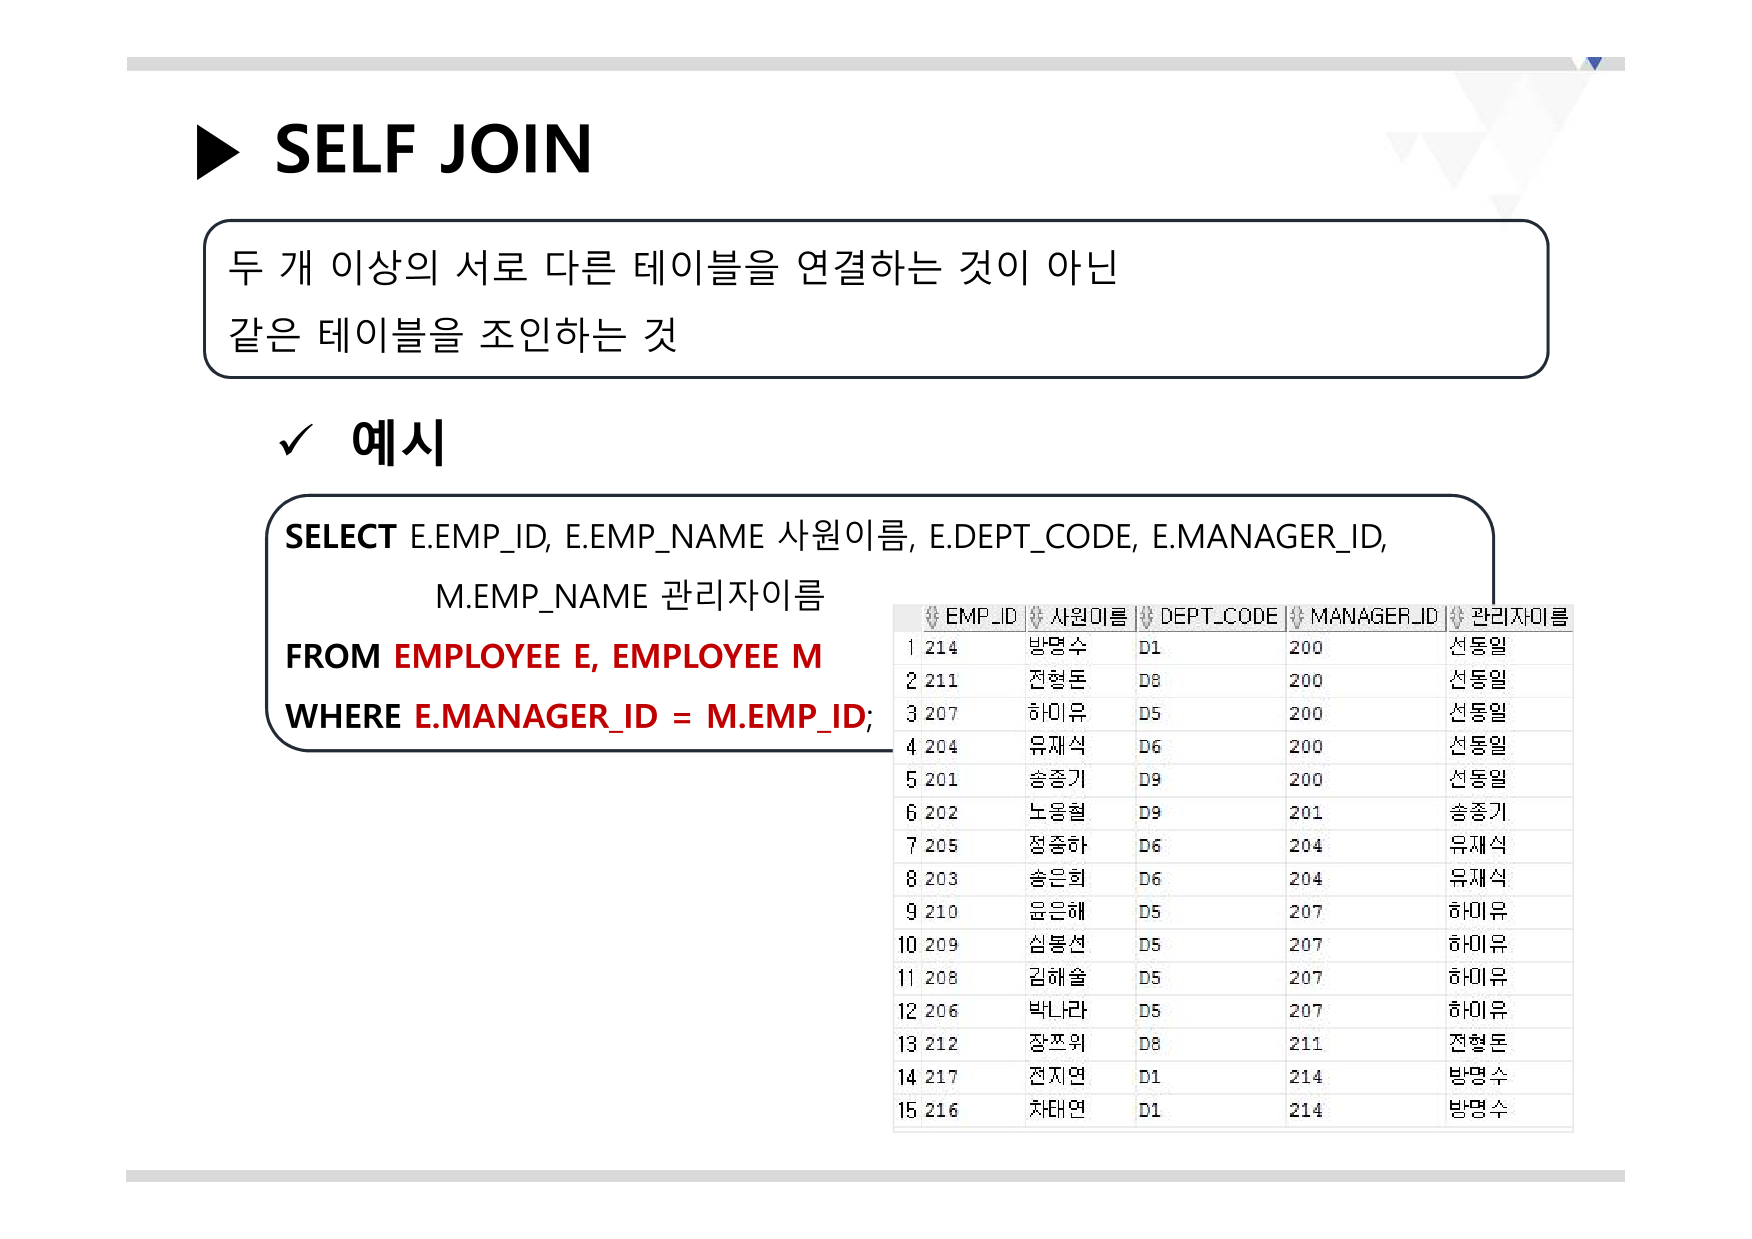 SELF JOIN
두 개 이상의 서로 다른 테이블을 연결하는 것이 아닌
같은 테이블을 조인하는 것
✓ 예시
SELECT E.EMP_ID, E.EMP_NAME 사원이름, E.DEPT_CODE, E.MANAGER_ID,
M.EMP_NAME 관리자이름
FROM EMPLOYEE E, EMPLOYEE M
WHERE E.MANAGER_ID = M.EMP_ID;
EMP_ID 사원이름 DEPT_CODE MANAGER_ID 관리자이름
1 214 방명수 D1 200 선동일
2 211 전형돈 D8 200 선동일
3 207 하이유 D5 200 선동일
4 204 유재식 D6 200 선동일
5 201 송종기 D9 200 선동일
6 202 노옹철 D9 201 송종기
7 205 정중하 D6 204 유재식
8 203 송은희 D6 204 유재식
9 210 윤은해 D5 207 하이유
10 209 심봉선 D5 207 하이유
11 208 김해술 D5 207 하이유
12 206 박나라 D5 207 하이유
13 212 장쯔위 D8 211 전형돈
14 217 전지연 D1 214 방명수
15 216 차태연 D1 214 방명수